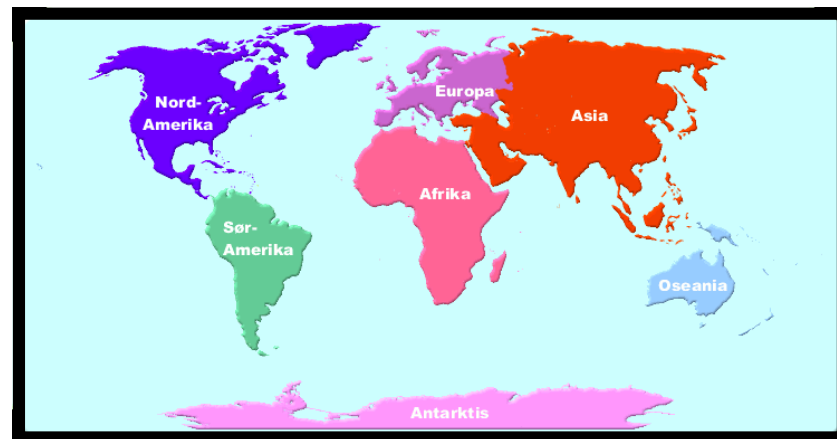 Nord-
Amerika
Europa
Asia
Afrika
Sør-
Amerika
Oseania
Antarktis